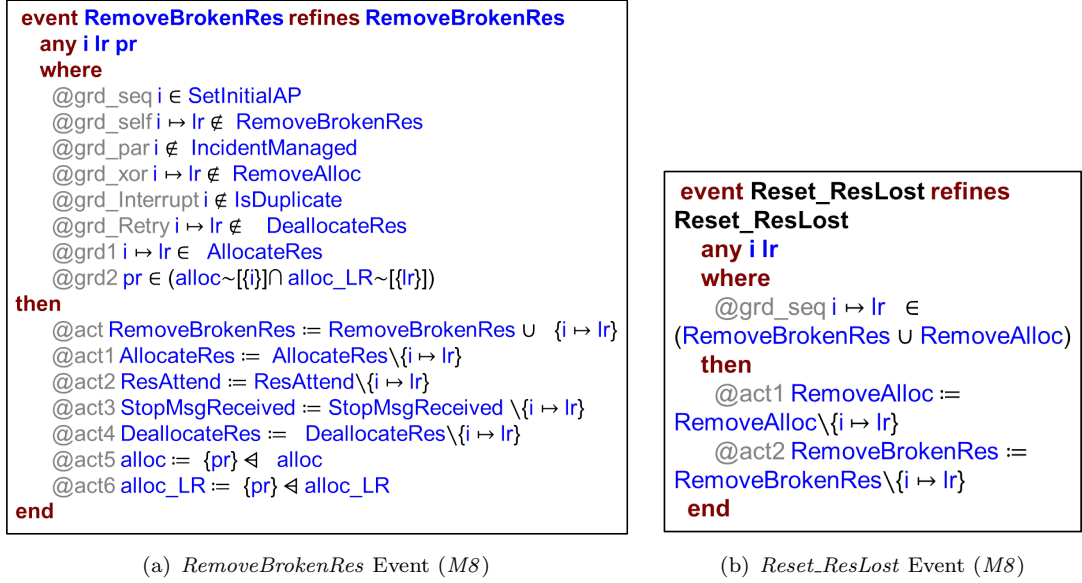 event RemoveBrokenRes refines RemoveBrokenRes
any i lr pr
where
@grd_seq i ∈ SetInitialAP
@grd_self i ↦ lr ∉ RemoveBrokenRes
@grd_par i ∉ IncidentManaged
@grd_xor i ↦ lr ∉ RemoveAlloc
@grd_Interrupt i ∉ IsDuplicate
@grd_Retry i ↦ lr ∉ DeallocateRes
@grd1 i ↦ lr ∈ AllocateRes
@grd2 pr ∈ (alloc~[{i}]∩ alloc_LR~[{lr}])
then
@act RemoveBrokenRes ≔ RemoveBrokenRes ∪ {i ↦ lr}
@act1 AllocateRes ≔ AllocateRes\{i ↦ lr}
@act2 ResAttend ≔ ResAttend\{i ↦ lr}
@act3 StopMsgReceived ≔ StopMsgReceived \{i ↦ lr}
@act4 DeallocateRes ≔ DeallocateRes\{i ↦ lr}
@act5 alloc ≔ {pr} ⩤ alloc
@act6 alloc_LR ≔ {pr} ⩤ alloc_LR
end
(a) RemoveBrokenRes Event (M8)
event Reset_ResLost refines
Reset_ResLost
any i lr
where
@grd_seq i ↦ lr ∈
(RemoveBrokenRes ∪ RemoveAlloc)
then
@act1 RemoveAlloc ≔
RemoveAlloc\{i ↦ lr}
@act2 RemoveBrokenRes ≔
RemoveBrokenRes\{i ↦ lr}
end
(b) Reset_ResLost Event (M8)